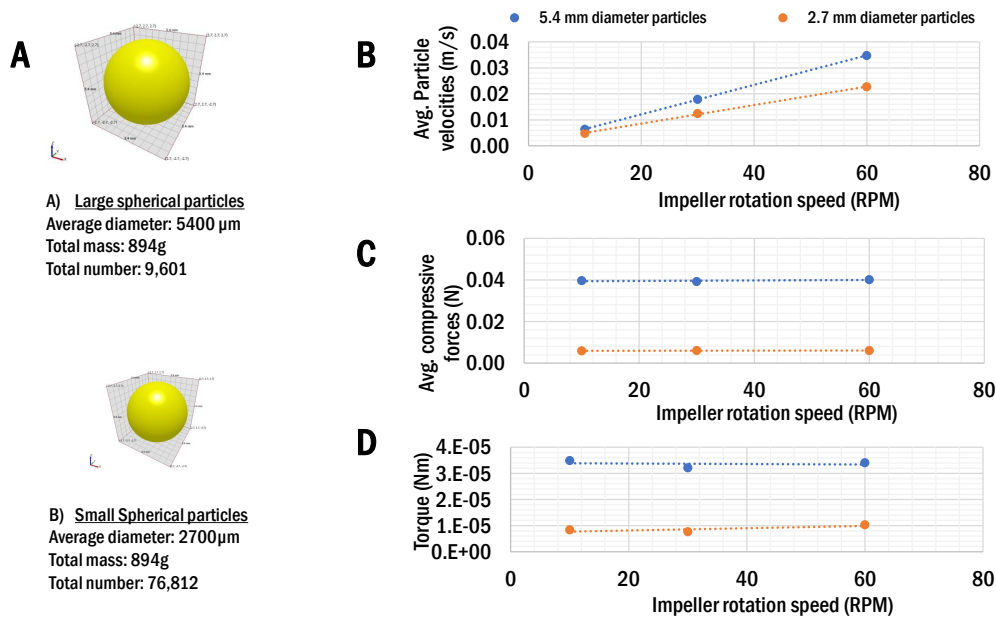 A
A) Large spherical particles
Average diameter: 5400 µm
Total mass: 894g
Total number: 9,601
B) Small Spherical particles
Average diameter: 2700µm
Total mass: 894g
Total number: 76,812
5.4 mm diameter particles
2.7 mm diameter particles
B
Avg. Particle
velocities (m/s)
0.04
0.03
0.02
0.01
0.00
0 20 40 60 80
Impeller rotation speed (RPM)
C
Avg. compressive
forces (N)
0.06
0.04
0.02
0.00
0 20 40 60 80
Impeller rotation speed (RPM)
D
Torque (Nm)
4.E-05
3.E-05
2.E-05
1.E-05
0.E+00
0 20 40 60 80
Impeller rotation speed (RPM)